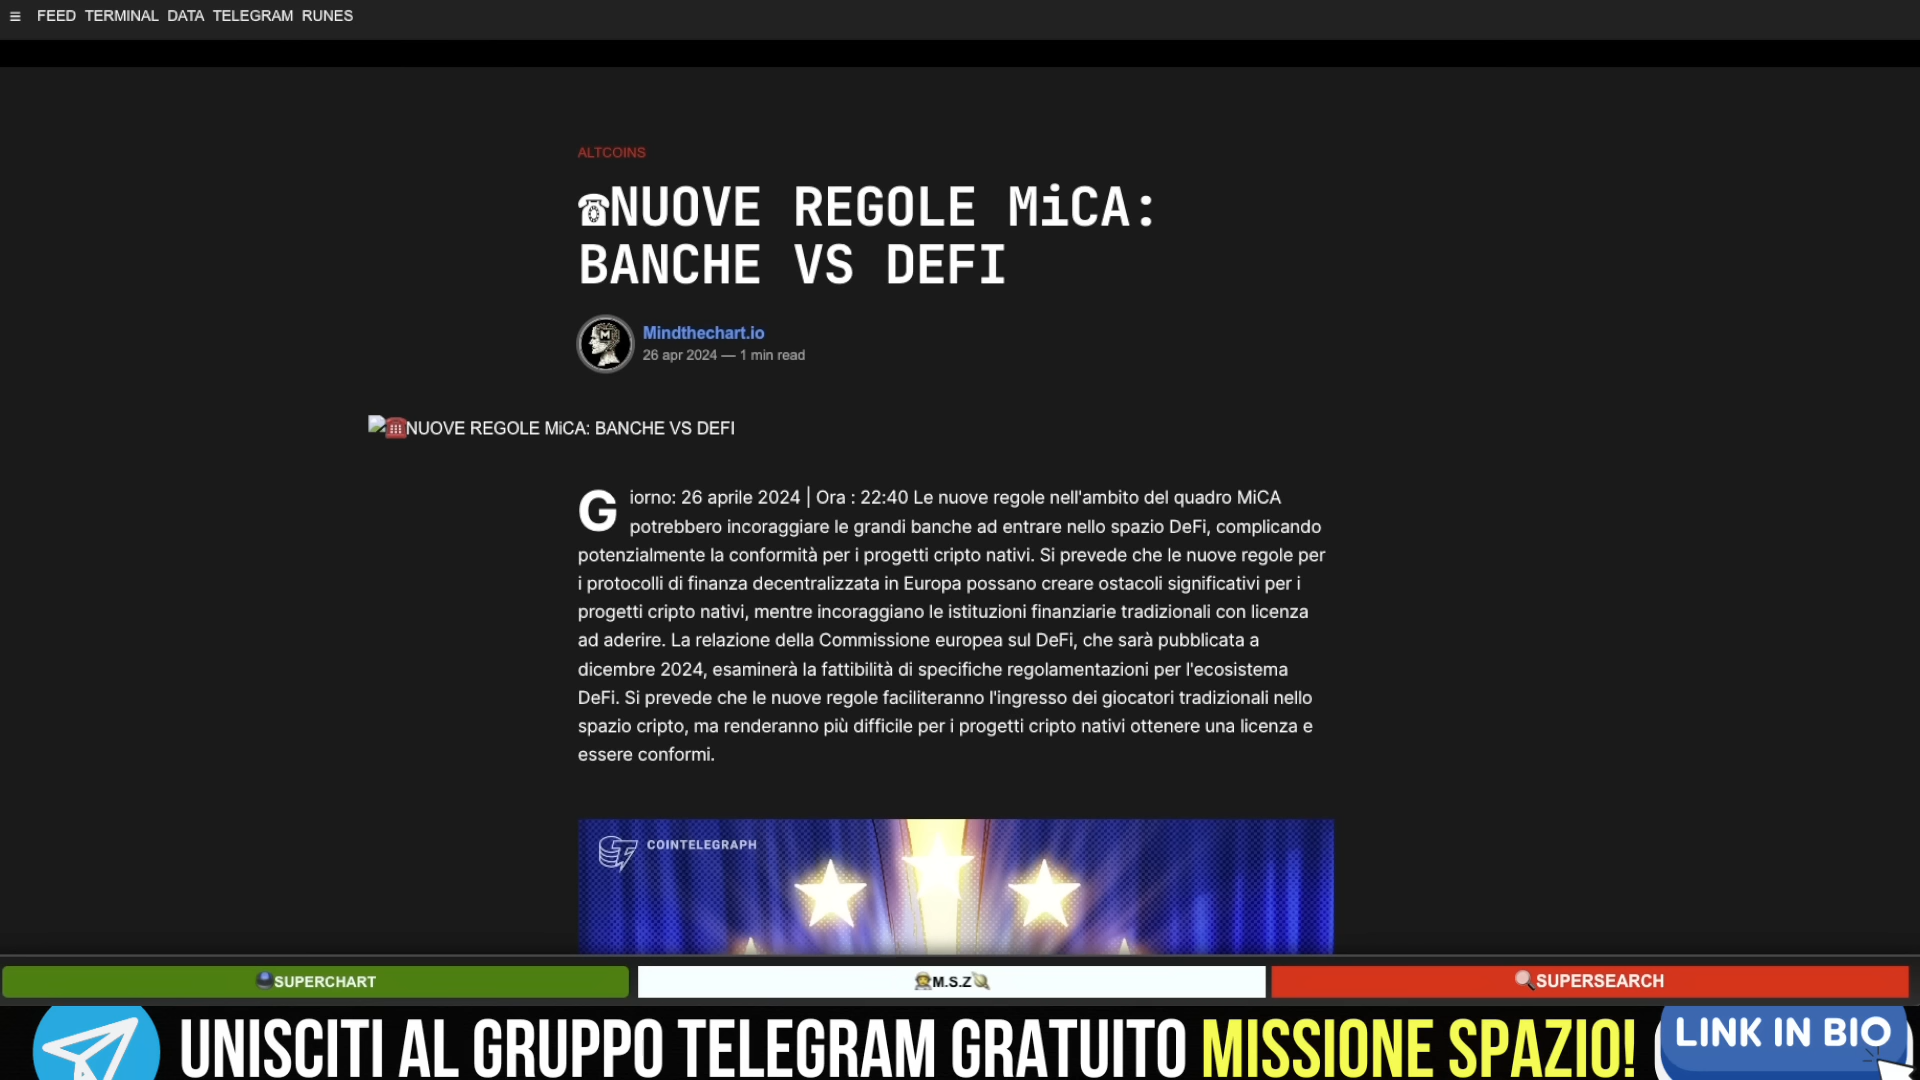 ☰ FEED TERMINAL DATA TELEGRAM RUNES
ALTCOINS
☎NUOVE REGOLE MiCA:
BANCHE VS DEFI
Mindthechart.io
26 apr 2024 — 1 min read
☎️NUOVE REGOLE MiCA: BANCHE VS DEFI
Giorno: 26 aprile 2024 | Ora : 22:40 Le nuove regole nell'ambito del quadro MiCA
potrebbero incoraggiare le grandi banche ad entrare nello spazio DeFi, complicando
potenzialmente la conformità per i progetti cripto nativi. Si prevede che le nuove regole per
i protocolli di finanza decentralizzata in Europa possano creare ostacoli significativi per i
progetti cripto nativi, mentre incoraggiano le istituzioni finanziarie tradizionali con licenza
ad aderire. La relazione della Commissione europea sul DeFi, che sarà pubblicata a
dicembre 2024, esaminerà la fattibilità di specifiche regolamentazioni per l'ecosistema
DeFi. Si prevede che le nuove regole faciliteranno l'ingresso dei giocatori tradizionali nello
spazio cripto, ma renderanno più difficile per i progetti cripto nativi ottenere una licenza e
essere conformi.
COINTELEGRAPH
SUPERCHART
M.S.Z
SUPERSEARCH
UNISCITI AL GRUPPO TELEGRAM GRATUITO MISSIONE SPAZIO!
LINK IN BIO